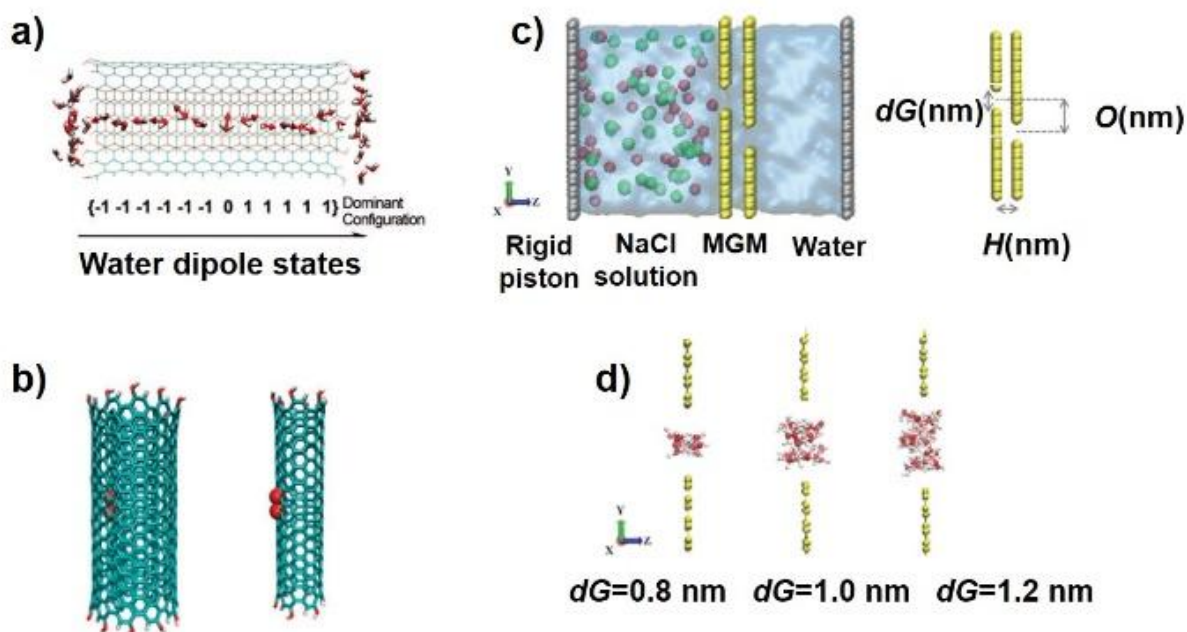 a)
{-1 -1 -1 -1 -1 -1 0 1 1 1 1 1} Dominant
Configuration
Water dipole states
b)
c)
Y
X Z
Rigid
piston
NaCl
solution
MGM
Water
dG(nm)
O(nm)
H(nm)
d)
Y
X Z
dG=0.8 nm
dG=1.0 nm
dG=1.2 nm